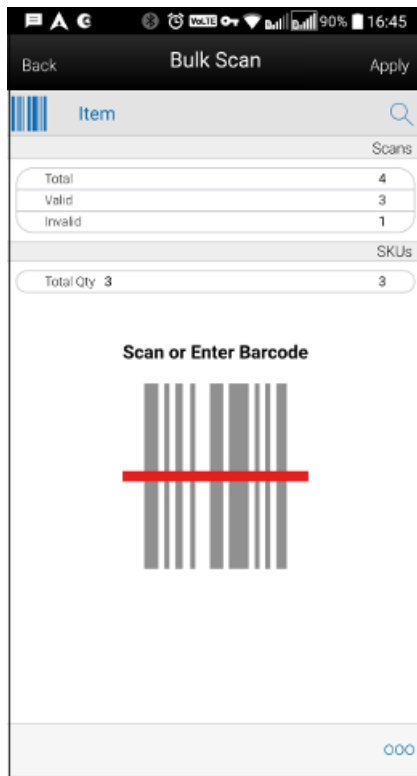 VoLTE 90% 16:45
Back Bulk Scan Apply
Item
Scans
Total 4
Valid 3
Invalid 1
SKUs
Total Qty 3 3
Scan or Enter Barcode